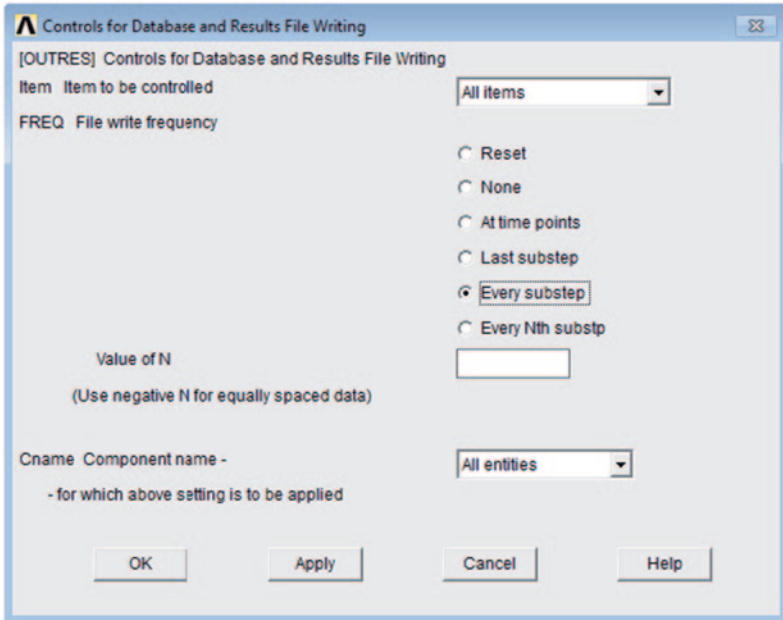 Controls for Database and Results File Writing
[OUTRES] Controls for Database and Results File Writing
Item Item to be controlled
All items
FREQ File write frequency
Reset
None
At time points
Last substep
Every substep
Every Nth substp
Value of N
(Use negative N for equally spaced data)
Cname Component name -
All entities
- for which above setting is to be applied
OK Apply Cancel Help